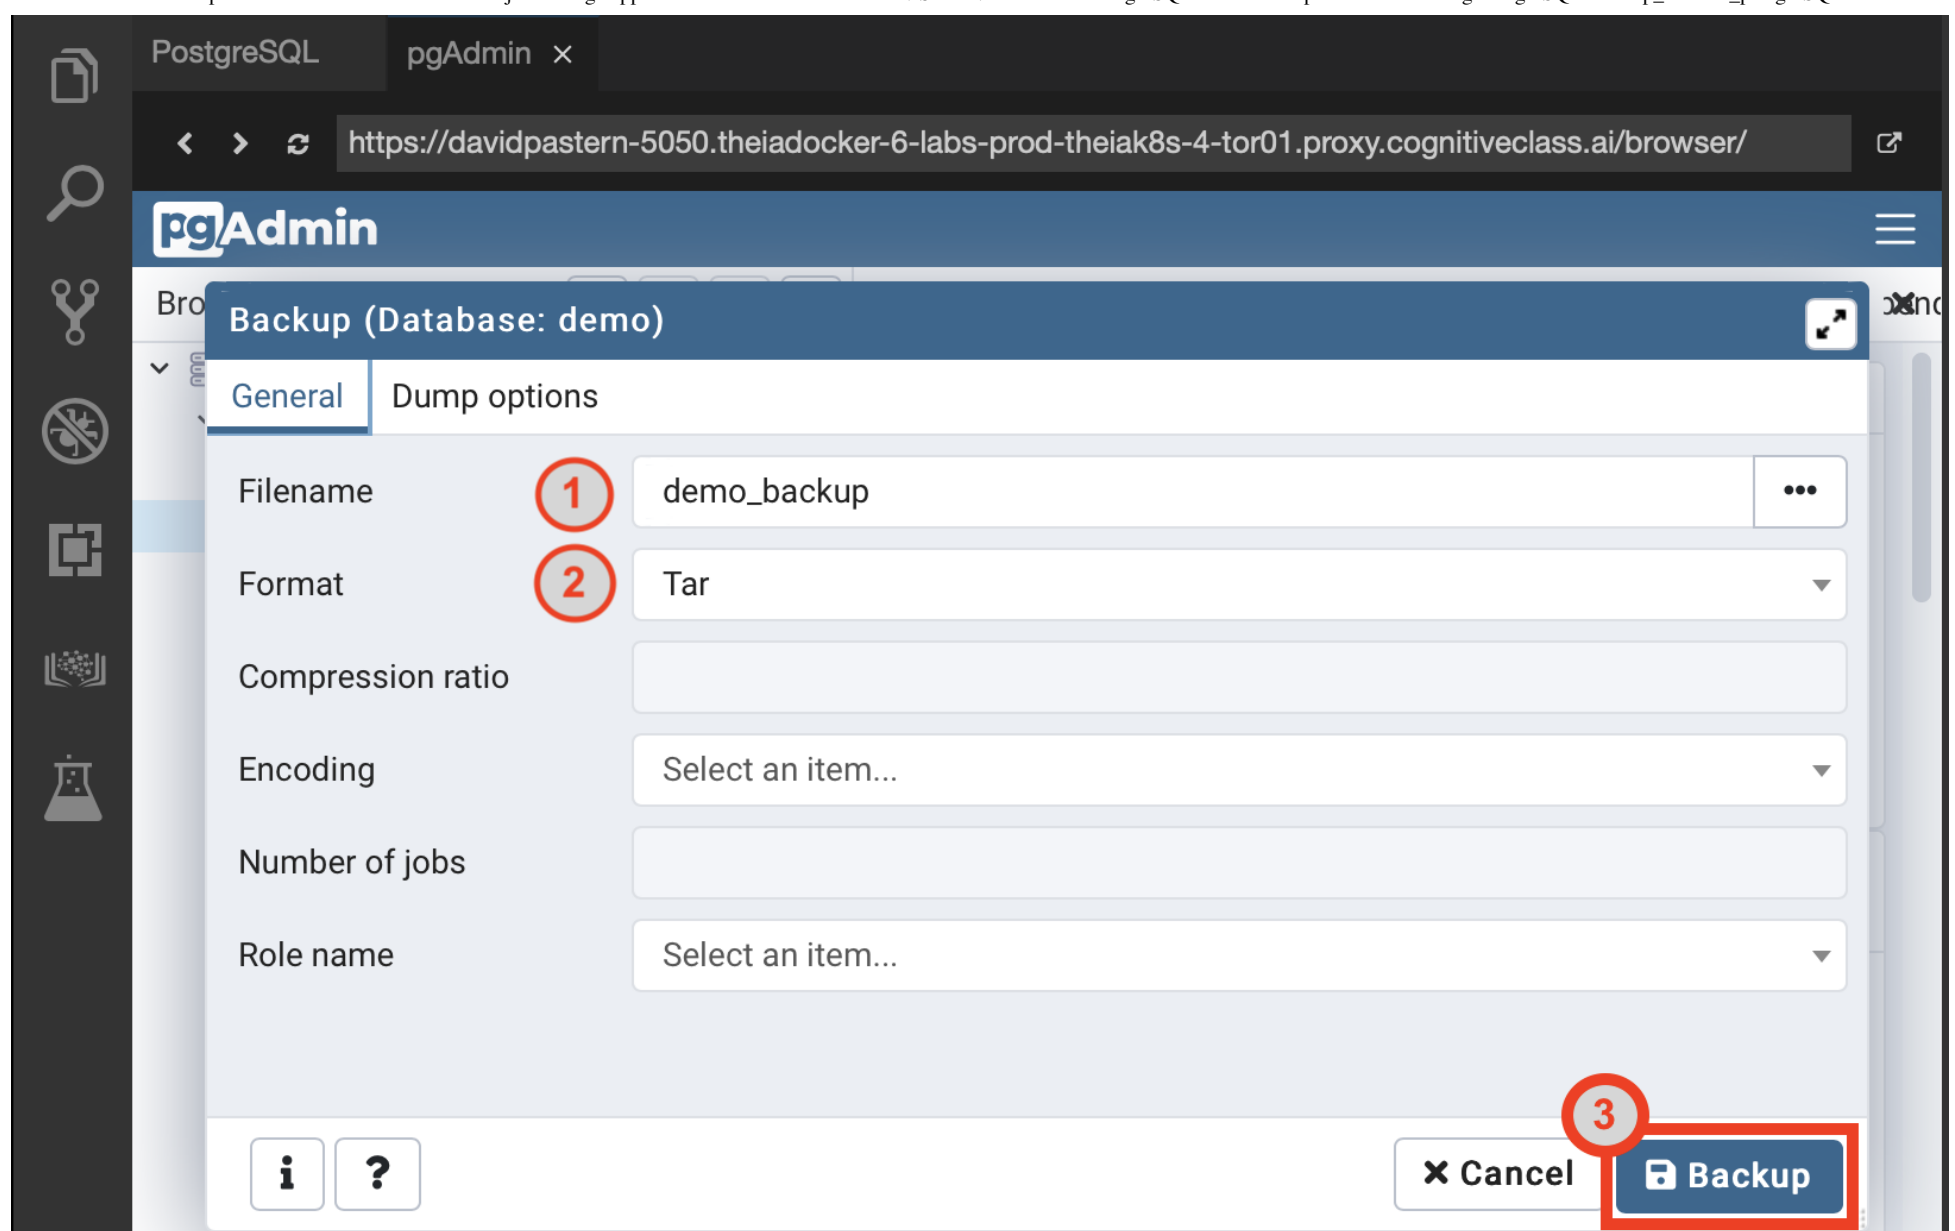 PostgreSQL
pgAdmin
https://davidpastern-5050.theiadocker-6-labs-prod-theiak8s-4-tor01.proxy.cognitiveclass.ai/browser/
pgAdmin
Bro
Backup (Database: demo)
General Dump options
Filename 1 demo_backup •••
Format 2 Tar
Compression ratio
Encoding Select an item...
Number of jobs
Role name Select an item...
3
i ? Cancel Backup